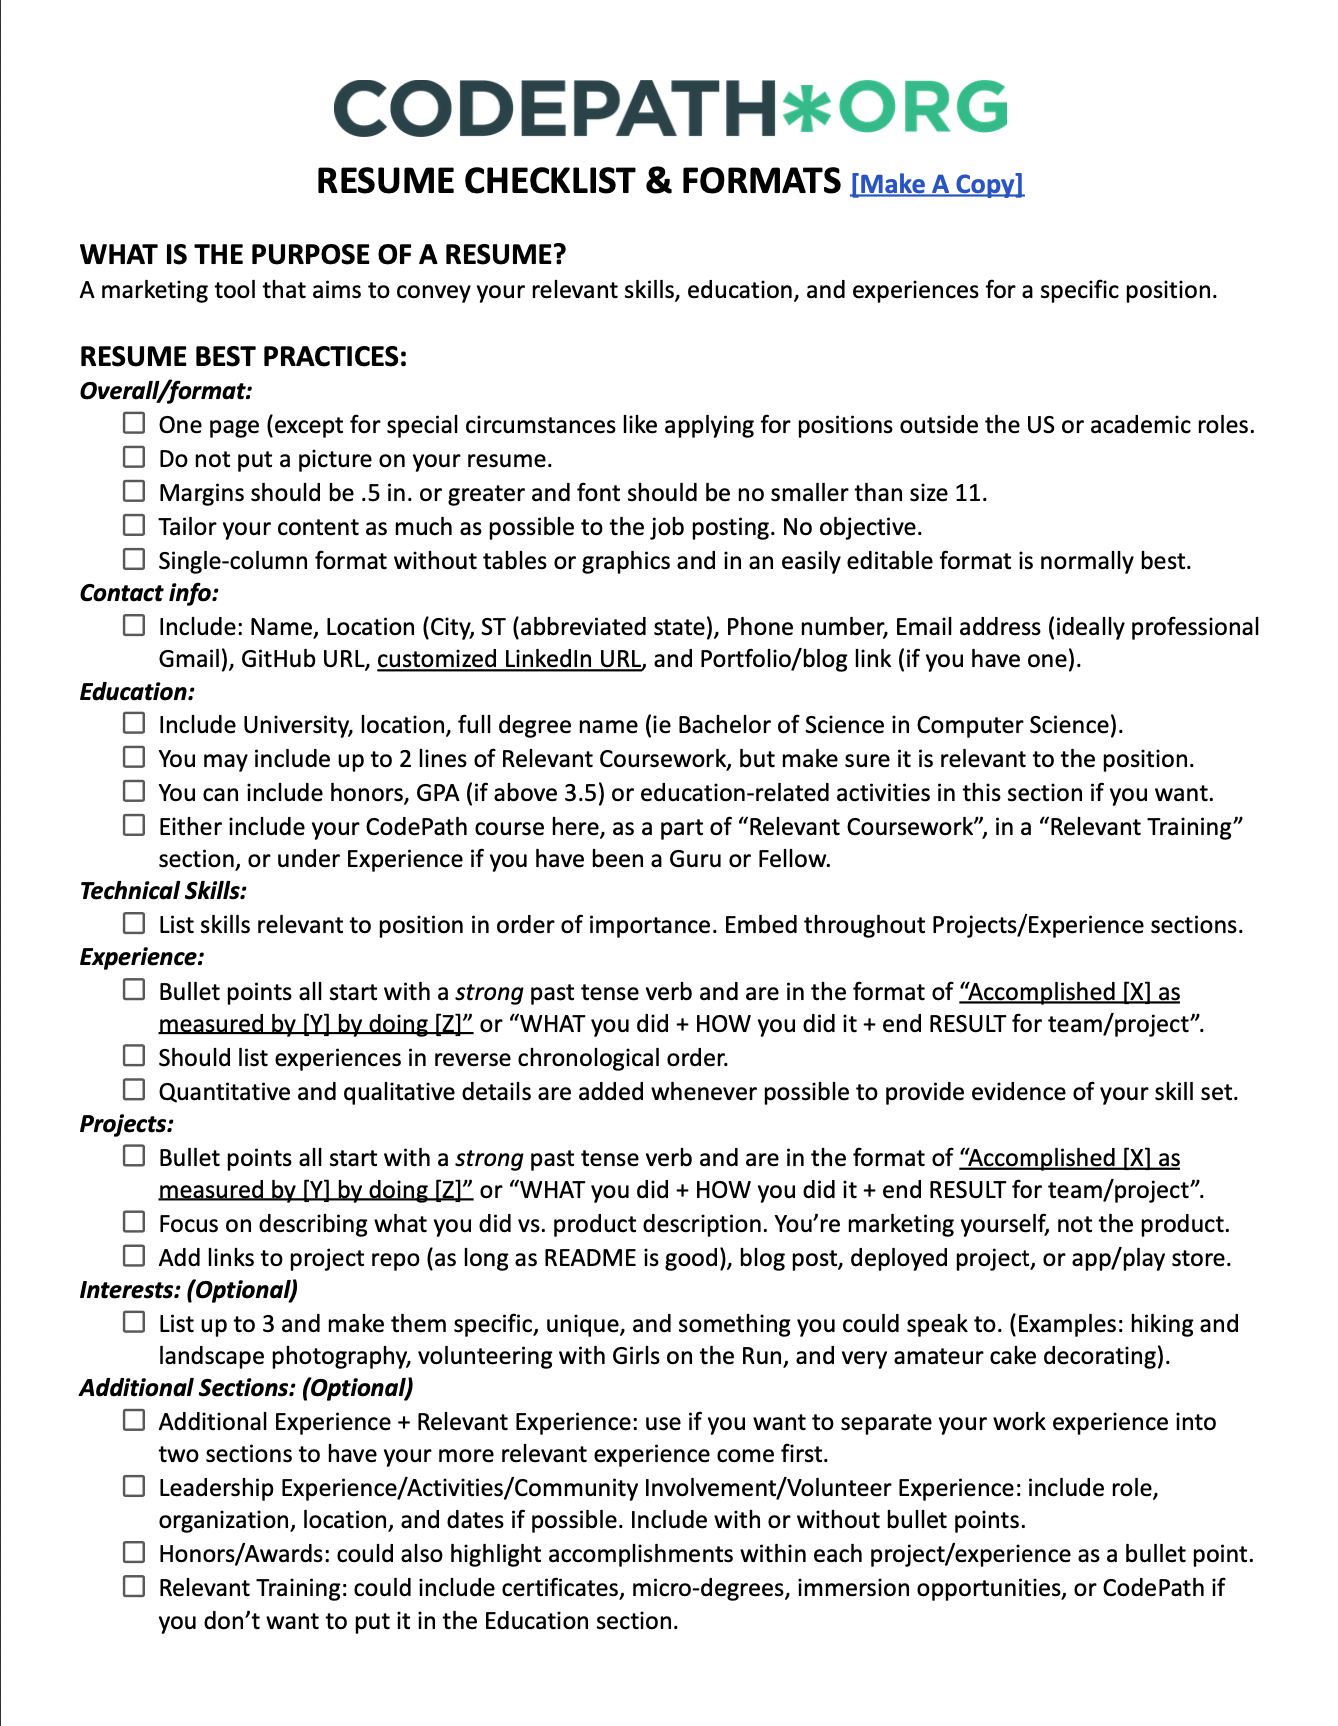 CODEPATH*ORG
RESUME CHECKLIST & FORMATS [Make A Copy]
WHAT IS THE PURPOSE OF A RESUME?
A marketing tool that aims to convey your relevant skills, education, and experiences for a specific position.
RESUME BEST PRACTICES:
Overall/format:
One page (except for special circumstances like applying for positions outside the US or academic roles.
Do not put a picture on your resume.
Margins should be .5 in. or greater and font should be no smaller than size 11.
Tailor your content as much as possible to the job posting. No objective.
Single-column format without tables or graphics and in an easily editable format is normally best.
Contact info:
Include: Name, Location (City, ST (abbreviated state), Phone number, Email address (ideally professional
Gmail), GitHub URL, customized LinkedIn URL, and Portfolio/blog link (if you have one).
Education:
Include University, location, full degree name (ie Bachelor of Science in Computer Science).
You may include up to 2 lines of Relevant Coursework, but make sure it is relevant to the position.
You can include honors, GPA (if above 3.5) or education-related activities in this section if you want.
Either include your CodePath course here, as a part of “Relevant Coursework”, in a “Relevant Training”
section, or under Experience if you have been a Guru or Fellow.
Technical Skills:
List skills relevant to position in order of importance. Embed throughout Projects/Experience sections.
Experience:
Bullet points all start with a strong past tense verb and are in the format of “Accomplished [X] as
measured by [Y] by doing [Z]” or “WHAT you did + HOW you did it + end RESULT for team/project”.
Should list experiences in reverse chronological order.
Quantitative and qualitative details are added whenever possible to provide evidence of your skill set.
Projects:
Bullet points all start with a strong past tense verb and are in the format of “Accomplished [X] as
measured by [Y] by doing [Z]” or “WHAT you did + HOW you did it + end RESULT for team/project”.
Focus on describing what you did vs. product description. You’re marketing yourself, not the product.
Add links to project repo (as long as README is good), blog post, deployed project, or app/play store.
Interests: (Optional)
List up to 3 and make them specific, unique, and something you could speak to. (Examples: hiking and
landscape photography, volunteering with Girls on the Run, and very amateur cake decorating).
Additional Sections: (Optional)
Additional Experience + Relevant Experience: use if you want to separate your work experience into
two sections to have your more relevant experience come first.
Leadership Experience/Activities/Community Involvement/Volunteer Experience: include role,
organization, location, and dates if possible. Include with or without bullet points.
Honors/Awards: could also highlight accomplishments within each project/experience as a bullet point.
Relevant Training: could include certificates, micro-degrees, immersion opportunities, or CodePath if
you don’t want to put it in the Education section.